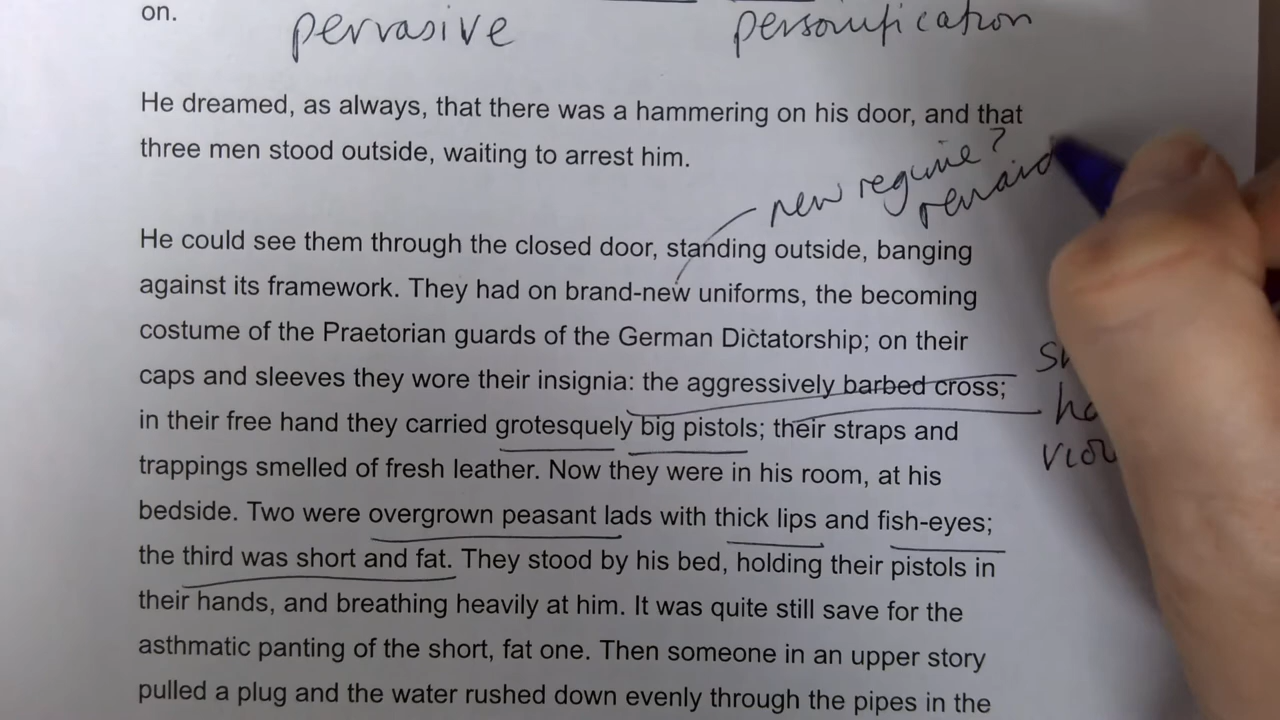 on.
pervasive personification
He dreamed, as always, that there was a hammering on his door, and that
three men stood outside, waiting to arrest him.
new regime?
reward
He could see them through the closed door, standing outside, banging
against its framework. They had on brand-new uniforms, the becoming
costume of the Praetorian guards of the German Dictatorship; on their
caps and sleeves they wore their insignia: the aggressively barbed cross;
in their free hand they carried grotesquely big pistols; their straps and
trappings smelled of fresh leather. Now they were in his room, at his
bedside. Two were overgrown peasant lads with thick lips and fish-eyes;
the third was short and fat. They stood by his bed, holding their pistols in
their hands, and breathing heavily at him. It was quite still save for the
asthmatic panting of the short, fat one. Then someone in an upper story
pulled a plug and the water rushed down evenly through the pipes in the